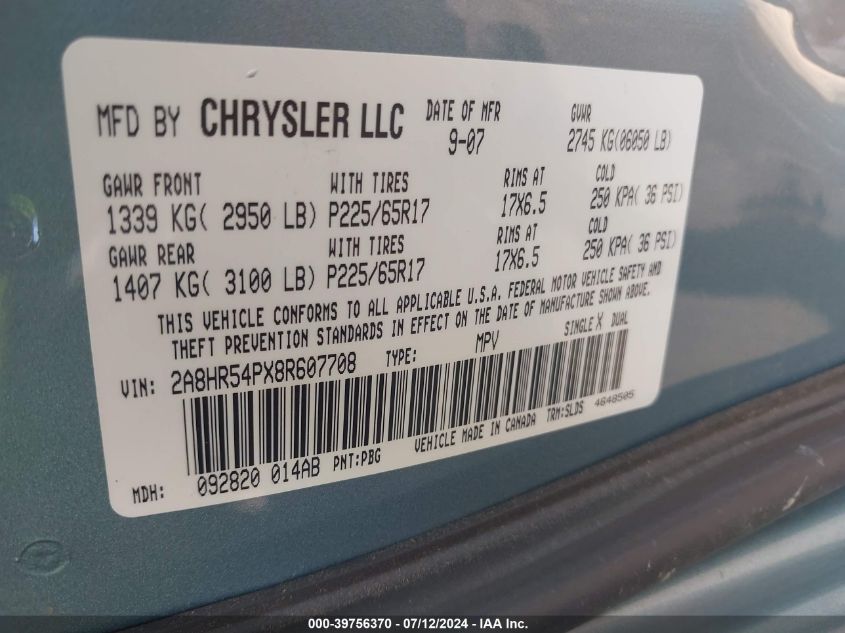 MFD BY CHRYSLER LLC DATE OF MFR 9-07 GVWR 2745 KG(06050 LB)
GAWR FRONT WITH TIRES RIMS AT COLD
1339 KG( 2950 LB) P225/65R17 17X6.5 250 KPA( 36 PSI)
GAWR REAR WITH TIRES RIMS AT COLD
1407 KG( 3100 LB) P225/65R17 17X6.5 250 KPA( 36 PSI)
THIS VEHICLE CONFORMS TO ALL APPLICABLE U.S.A. FEDERAL MOTOR VEHICLE SAFETY AND
THEFT PREVENTION STANDARDS IN EFFECT ON THE DATE OF MANUFACTURE SHOWN ABOVE.
VIN: 2A8HR54PX8R607708 TYPE: MPV SINGLE X DUAL
MDH: 092820 014AB PNT:PBG VEHICLE MADE IN CANADA TRM:SLDS 4648505
000-39756370 - 07/12/2024 - IAA Inc.